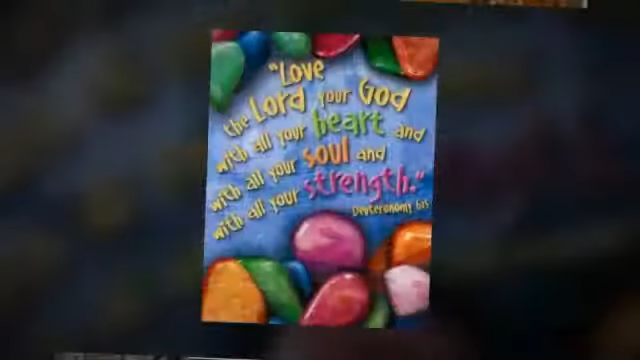 "Love
the Lord your God
with all your heart and
with all your soul and
with all your strength."
Deuteronomy 6:5